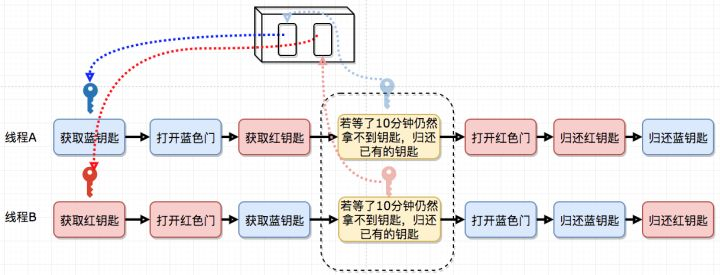 线程A
获取蓝钥匙
打开蓝色门
获取红钥匙
若等了10分钟仍然
拿不到钥匙，归还
已有的钥匙
打开红色门
归还红钥匙
归还蓝钥匙
线程B
获取红钥匙
打开红色门
获取蓝钥匙
若等了10分钟仍然
拿不到钥匙，归还
已有的钥匙
打开蓝色门
归还蓝钥匙
归还红钥匙